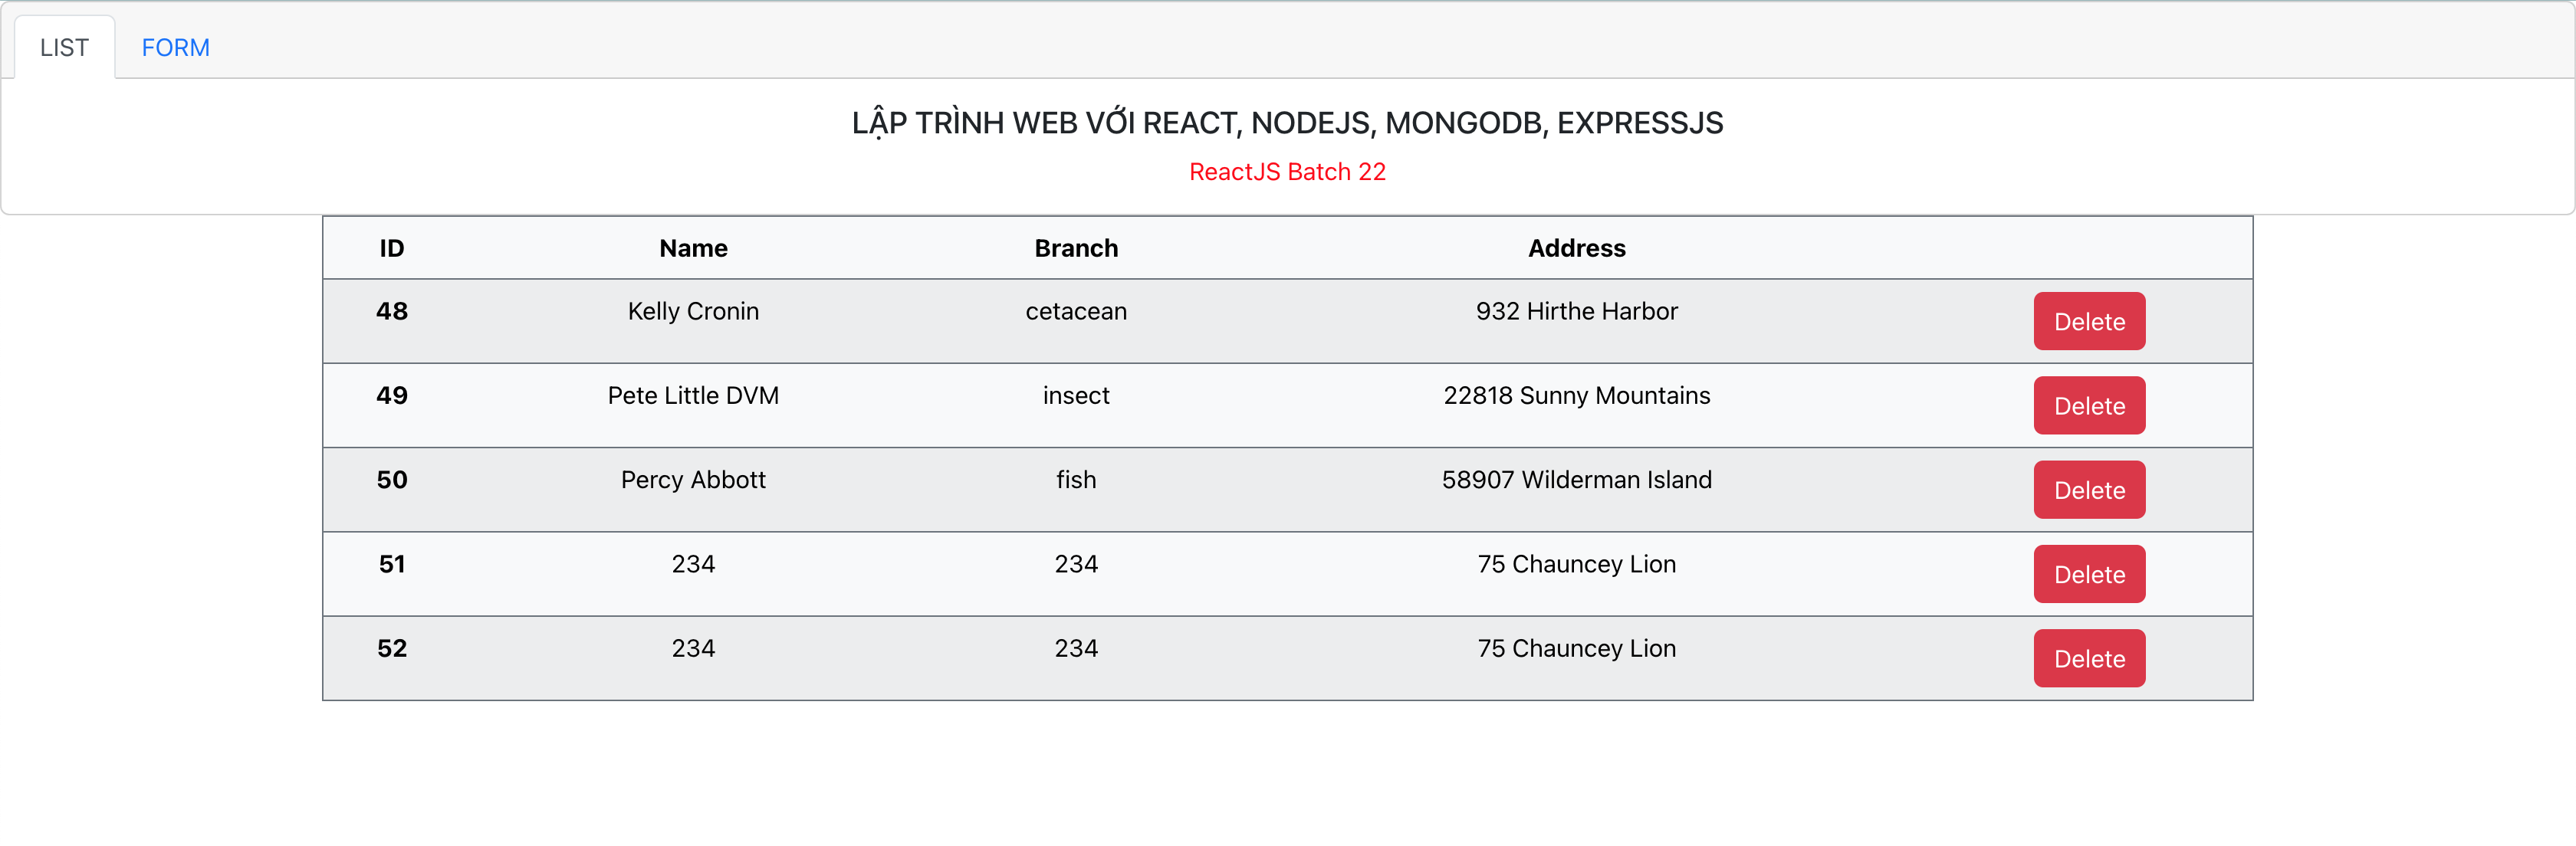 LIST FORM
LẬP TRÌNH WEB VỚI REACT, NODEJS, MONGODB, EXPRESSJS
ReactJS Batch 22
ID Name Branch Address
48 Kelly Cronin cetacean 932 Hirthe Harbor Delete
49 Pete Little DVM insect 22818 Sunny Mountains Delete
50 Percy Abbott fish 58907 Wilderman Island Delete
51 234 234 75 Chauncey Lion Delete
52 234 234 75 Chauncey Lion Delete